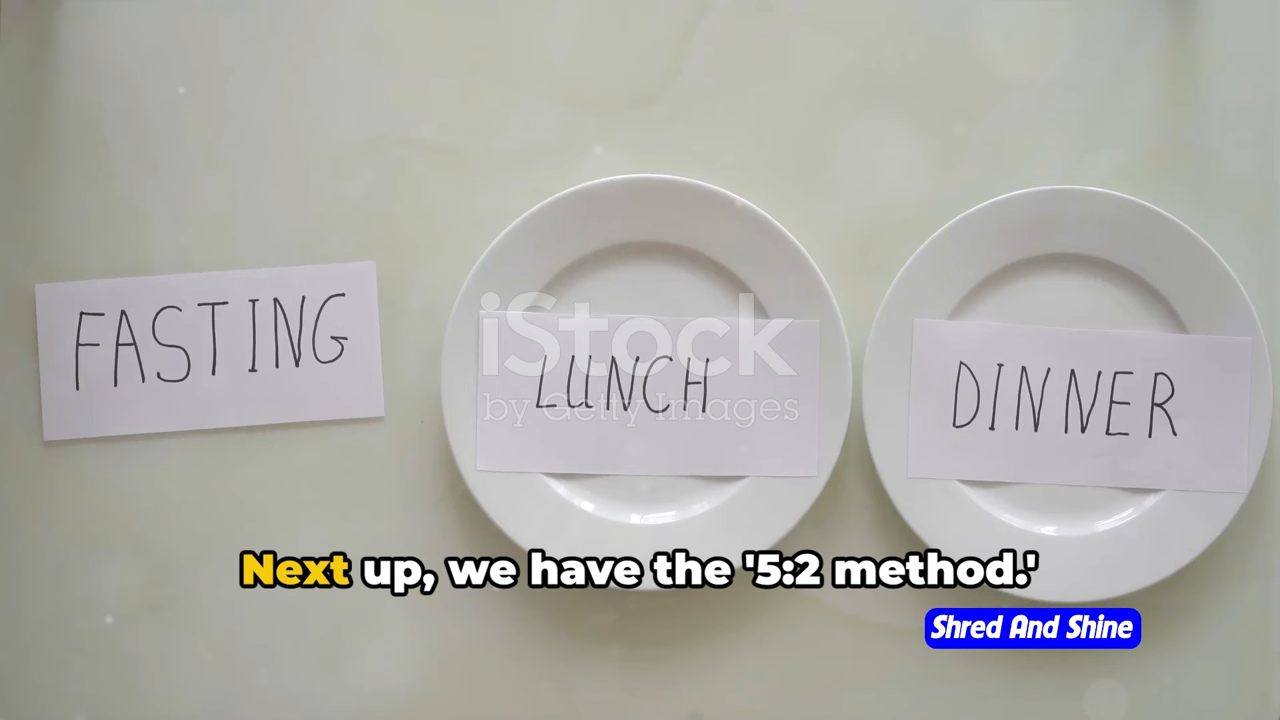 FASTING
LUNCH
DINNER
iStock
by Getty Images
Next up, we have the '5:2 method.'
Shred And Shine